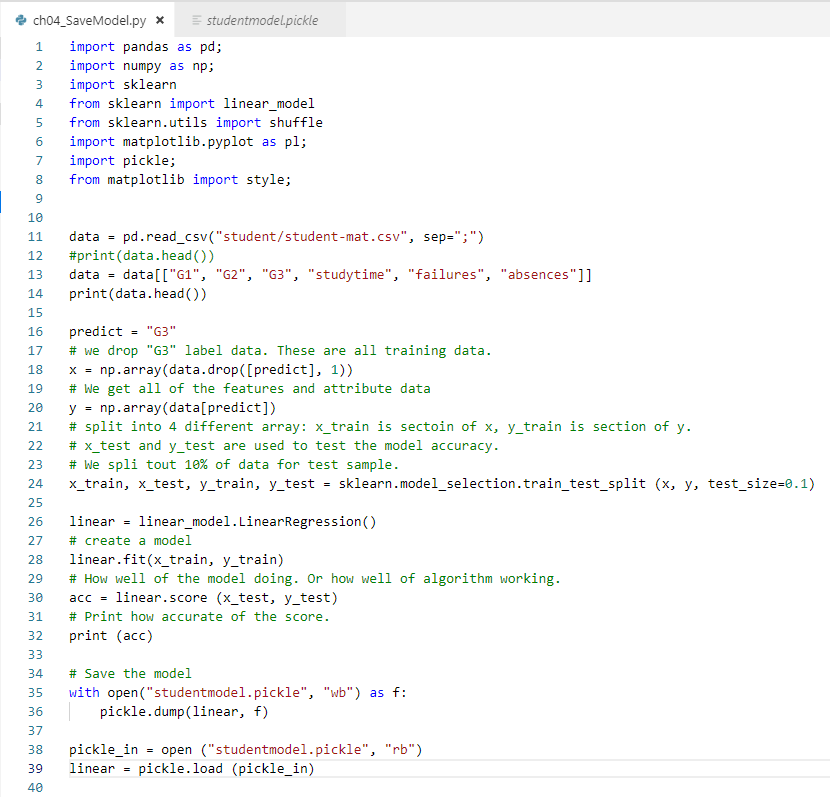 ch04_SaveModel.py × studentmodel.pickle
1 import pandas as pd;
2 import numpy as np;
3 import sklearn
4 from sklearn import linear_model
5 from sklearn.utils import shuffle
6 import matplotlib.pyplot as pl;
7 import pickle;
8 from matplotlib import style;
9
10
11 data = pd.read_csv("student/student-mat.csv", sep=";")
12 #print(data.head())
13 data = data[["G1", "G2", "G3", "studytime", "failures", "absences"]]
14 print(data.head())
15
16 predict = "G3"
17 # we drop "G3" label data. These are all training data.
18 x = np.array(data.drop([predict], 1))
19 # We get all of the features and attribute data
20 y = np.array(data[predict])
21 # split into 4 different array: x_train is sectoin of x, y_train is section of y.
22 # x_test and y_test are used to test the model accuracy.
23 # We spli tout 10% of data for test sample.
24 x_train, x_test, y_train, y_test = sklearn.model_selection.train_test_split (x, y, test_size=0.1)
25
26 linear = linear_model.LinearRegression()
27 # create a model
28 linear.fit(x_train, y_train)
29 # How well of the model doing. Or how well of algorithm working.
30 acc = linear.score (x_test, y_test)
31 # Print how accurate of the score.
32 print (acc)
33
34 # Save the model
35 with open("studentmodel.pickle", "wb") as f:
36     pickle.dump(linear, f)
37
38 pickle_in = open ("studentmodel.pickle", "rb")
39 linear = pickle.load (pickle_in)
40